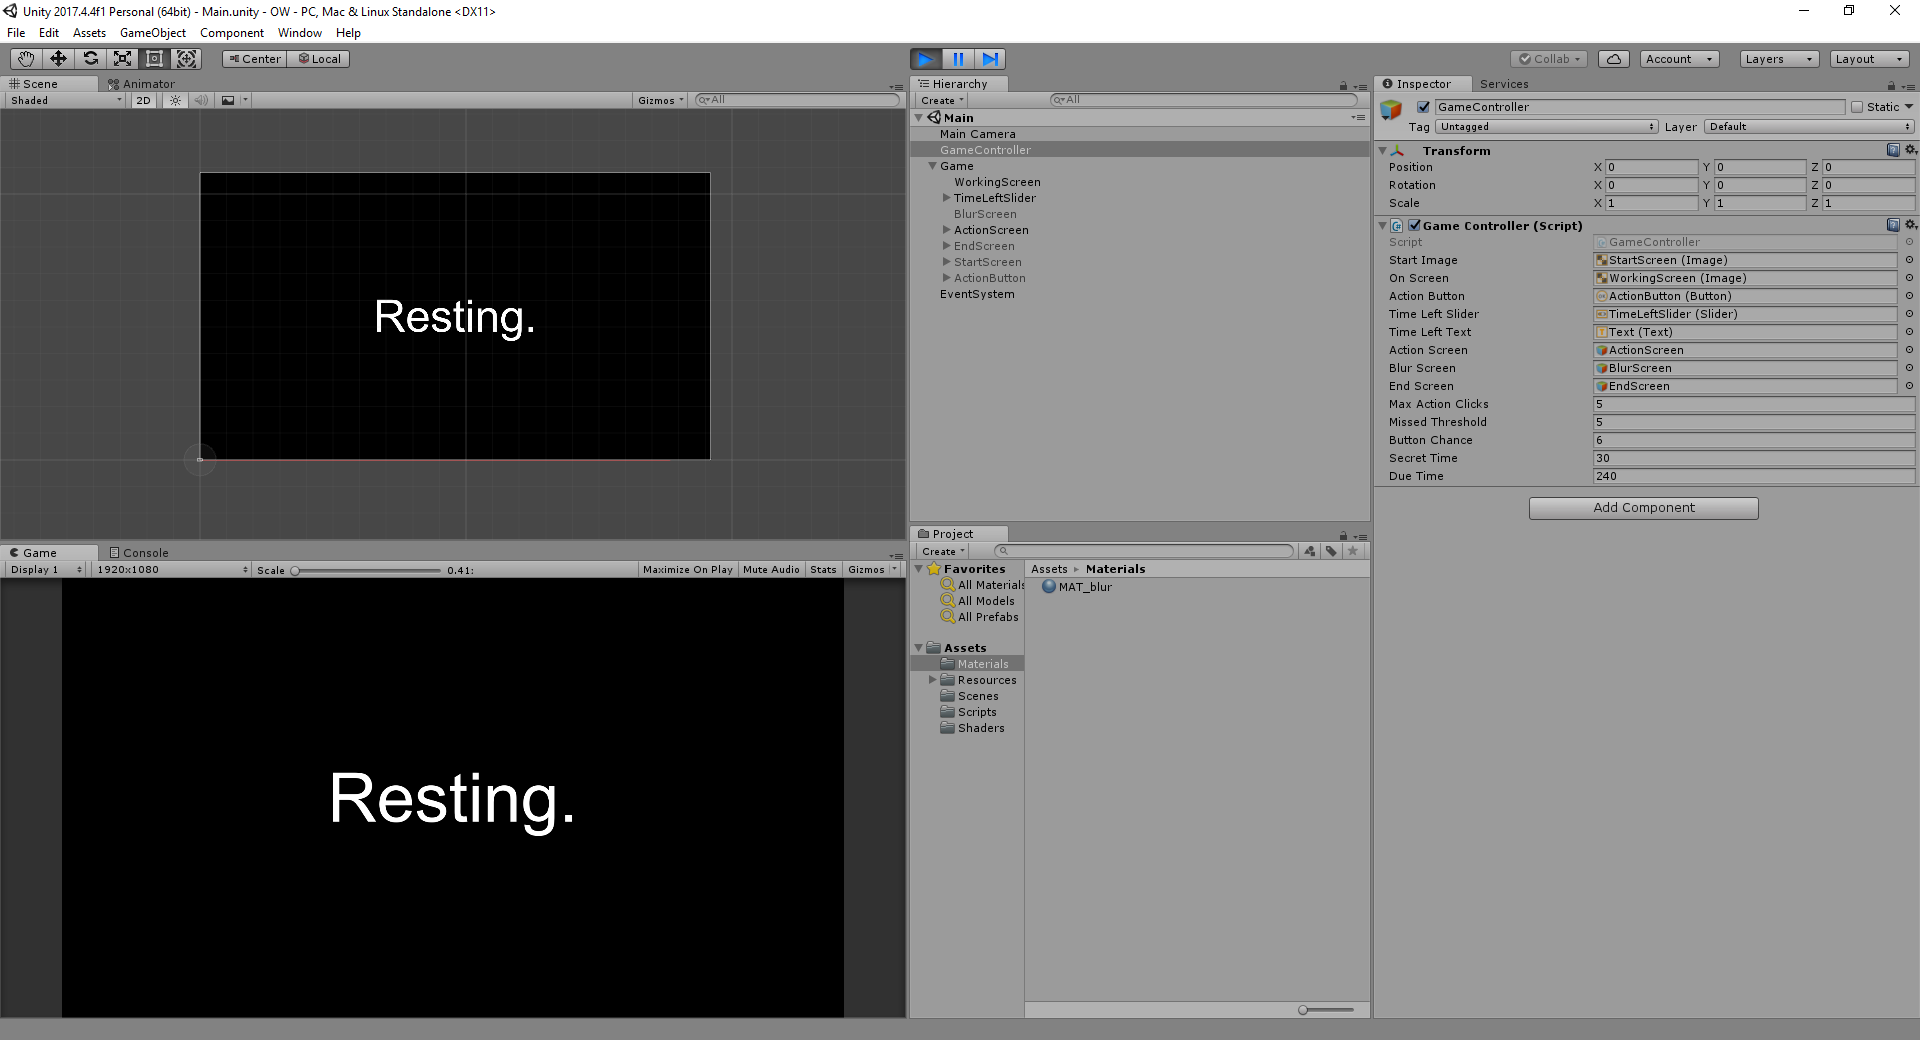 Unity 2017.4.4f1 Personal (64bit) - Main.unity - OW - PC, Mac & Linux Standalone <DX11>
File Edit Assets GameObject Component Window Help
Center Local
Collab Account Layers Layout
Scene Animator
Shaded 2D Gizmos All
Resting.
Game Console
Display 1 1920x1080 Scale 0.41: Maximize On Play Mute Audio Stats Gizmos
Resting.
Hierarchy
Create All
Main
Main Camera
GameController
Game
WorkingScreen
TimeLeftSlider
BlurScreen
ActionScreen
EndScreen
StartScreen
ActionButton
EventSystem
Project
Create
Favorites
All Materials
All Models
All Prefabs
Assets
Materials
Resources
Scenes
Scripts
Shaders
Assets Materials
MAT_blur
Inspector Services
GameController Static
Tag Untagged Layer Default
Transform
Position X 0 Y 0 Z 0
Rotation X 0 Y 0 Z 0
Scale X 1 Y 1 Z 1
Game Controller (Script)
Script GameController
Start Image StartScreen (Image)
On Screen WorkingScreen (Image)
Action Button ActionButton (Button)
Time Left Slider TimeLeftSlider (Slider)
Time Left Text Text (Text)
Action Screen ActionScreen
Blur Screen BlurScreen
End Screen EndScreen
Max Action Clicks 5
Missed Threshold 5
Button Chance 6
Secret Time 30
Due Time 240
Add Component